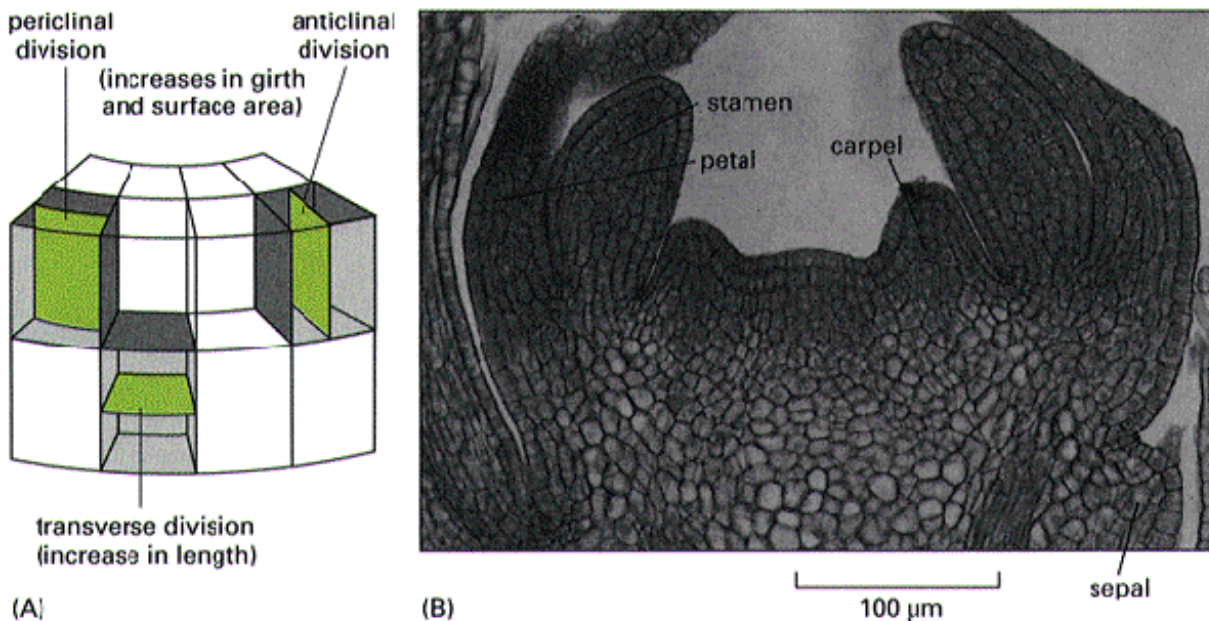 periclinal
division
anticlinal
division
(increases in girth
and surface area)
transverse division
(increase in length)
(A)
stamen
petal
carpel
sepal
(B)
100 µm